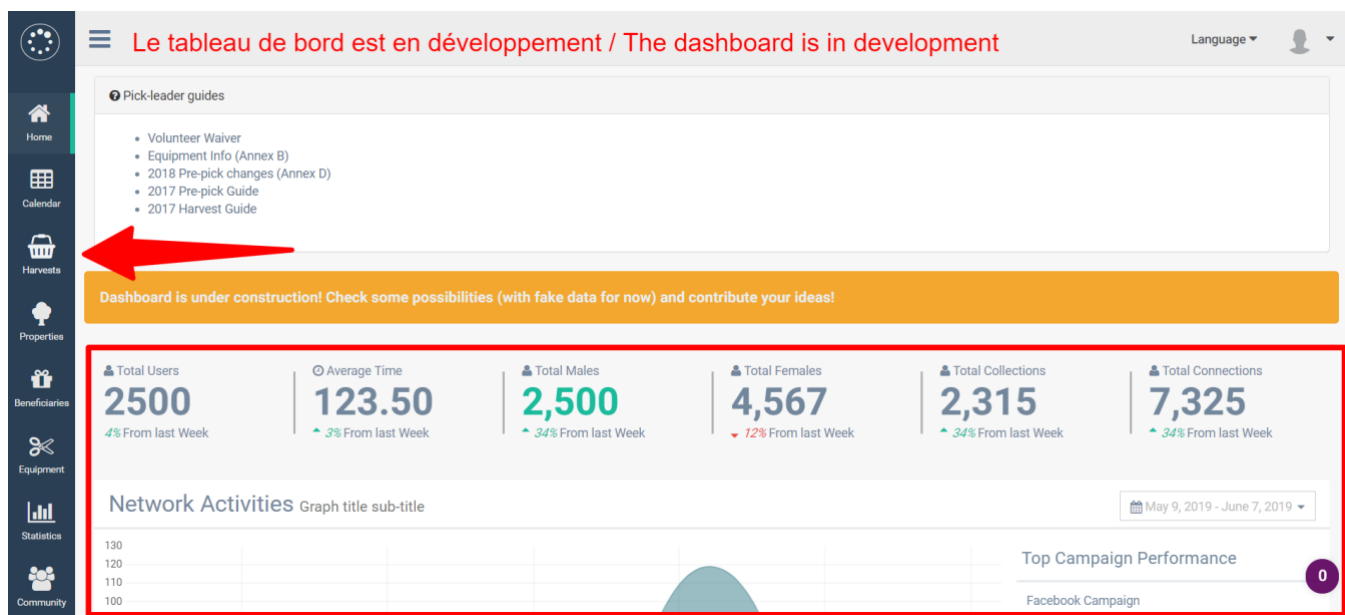 Le tableau de bord est en développement / The dashboard is in development
Language
Home
Calendar
Harvests
Properties
Beneficiaries
Equipment
Statistics
Community
Pick-leader guides
Volunteer Waiver
Equipment Info (Annex B)
2018 Pre-pick changes (Annex D)
2017 Pre-pick Guide
2017 Harvest Guide
Dashboard is under construction! Check some possibilities (with fake data for now) and contribute your ideas!
Total Users
2500
4% From last Week
Average Time
123.50
3% From last Week
Total Males
2,500
34% From last Week
Total Females
4,567
12% From last Week
Total Collections
2,315
34% From last Week
Total Connections
7,325
34% From last Week
Network Activities Graph title sub-title
May 9, 2019 - June 7, 2019
130
120
110
100
Top Campaign Performance
Facebook Campaign
0